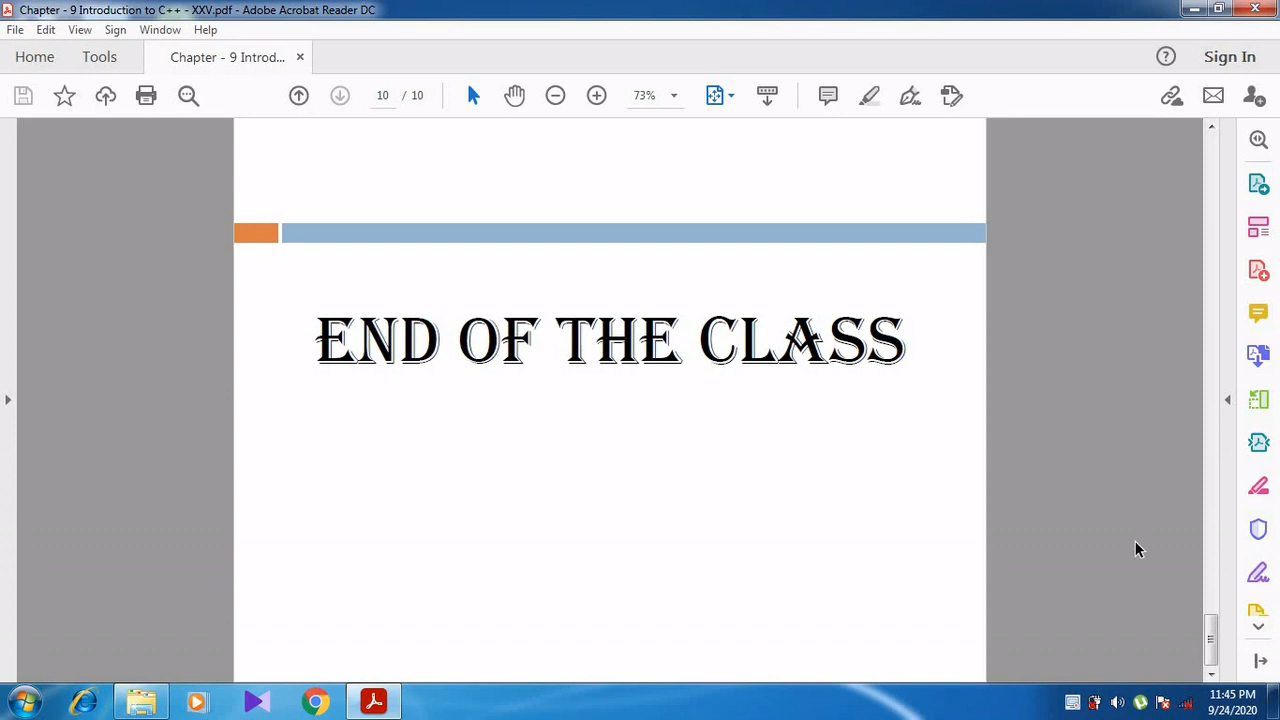 Chapter - 9 Introduction to C++ - XXV.pdf - Adobe Acrobat Reader DC
File Edit View Sign Window Help
Home Tools Chapter - 9 Introd... Sign In
10 / 10 73%
END OF THE CLASS
11:45 PM
9/24/2020